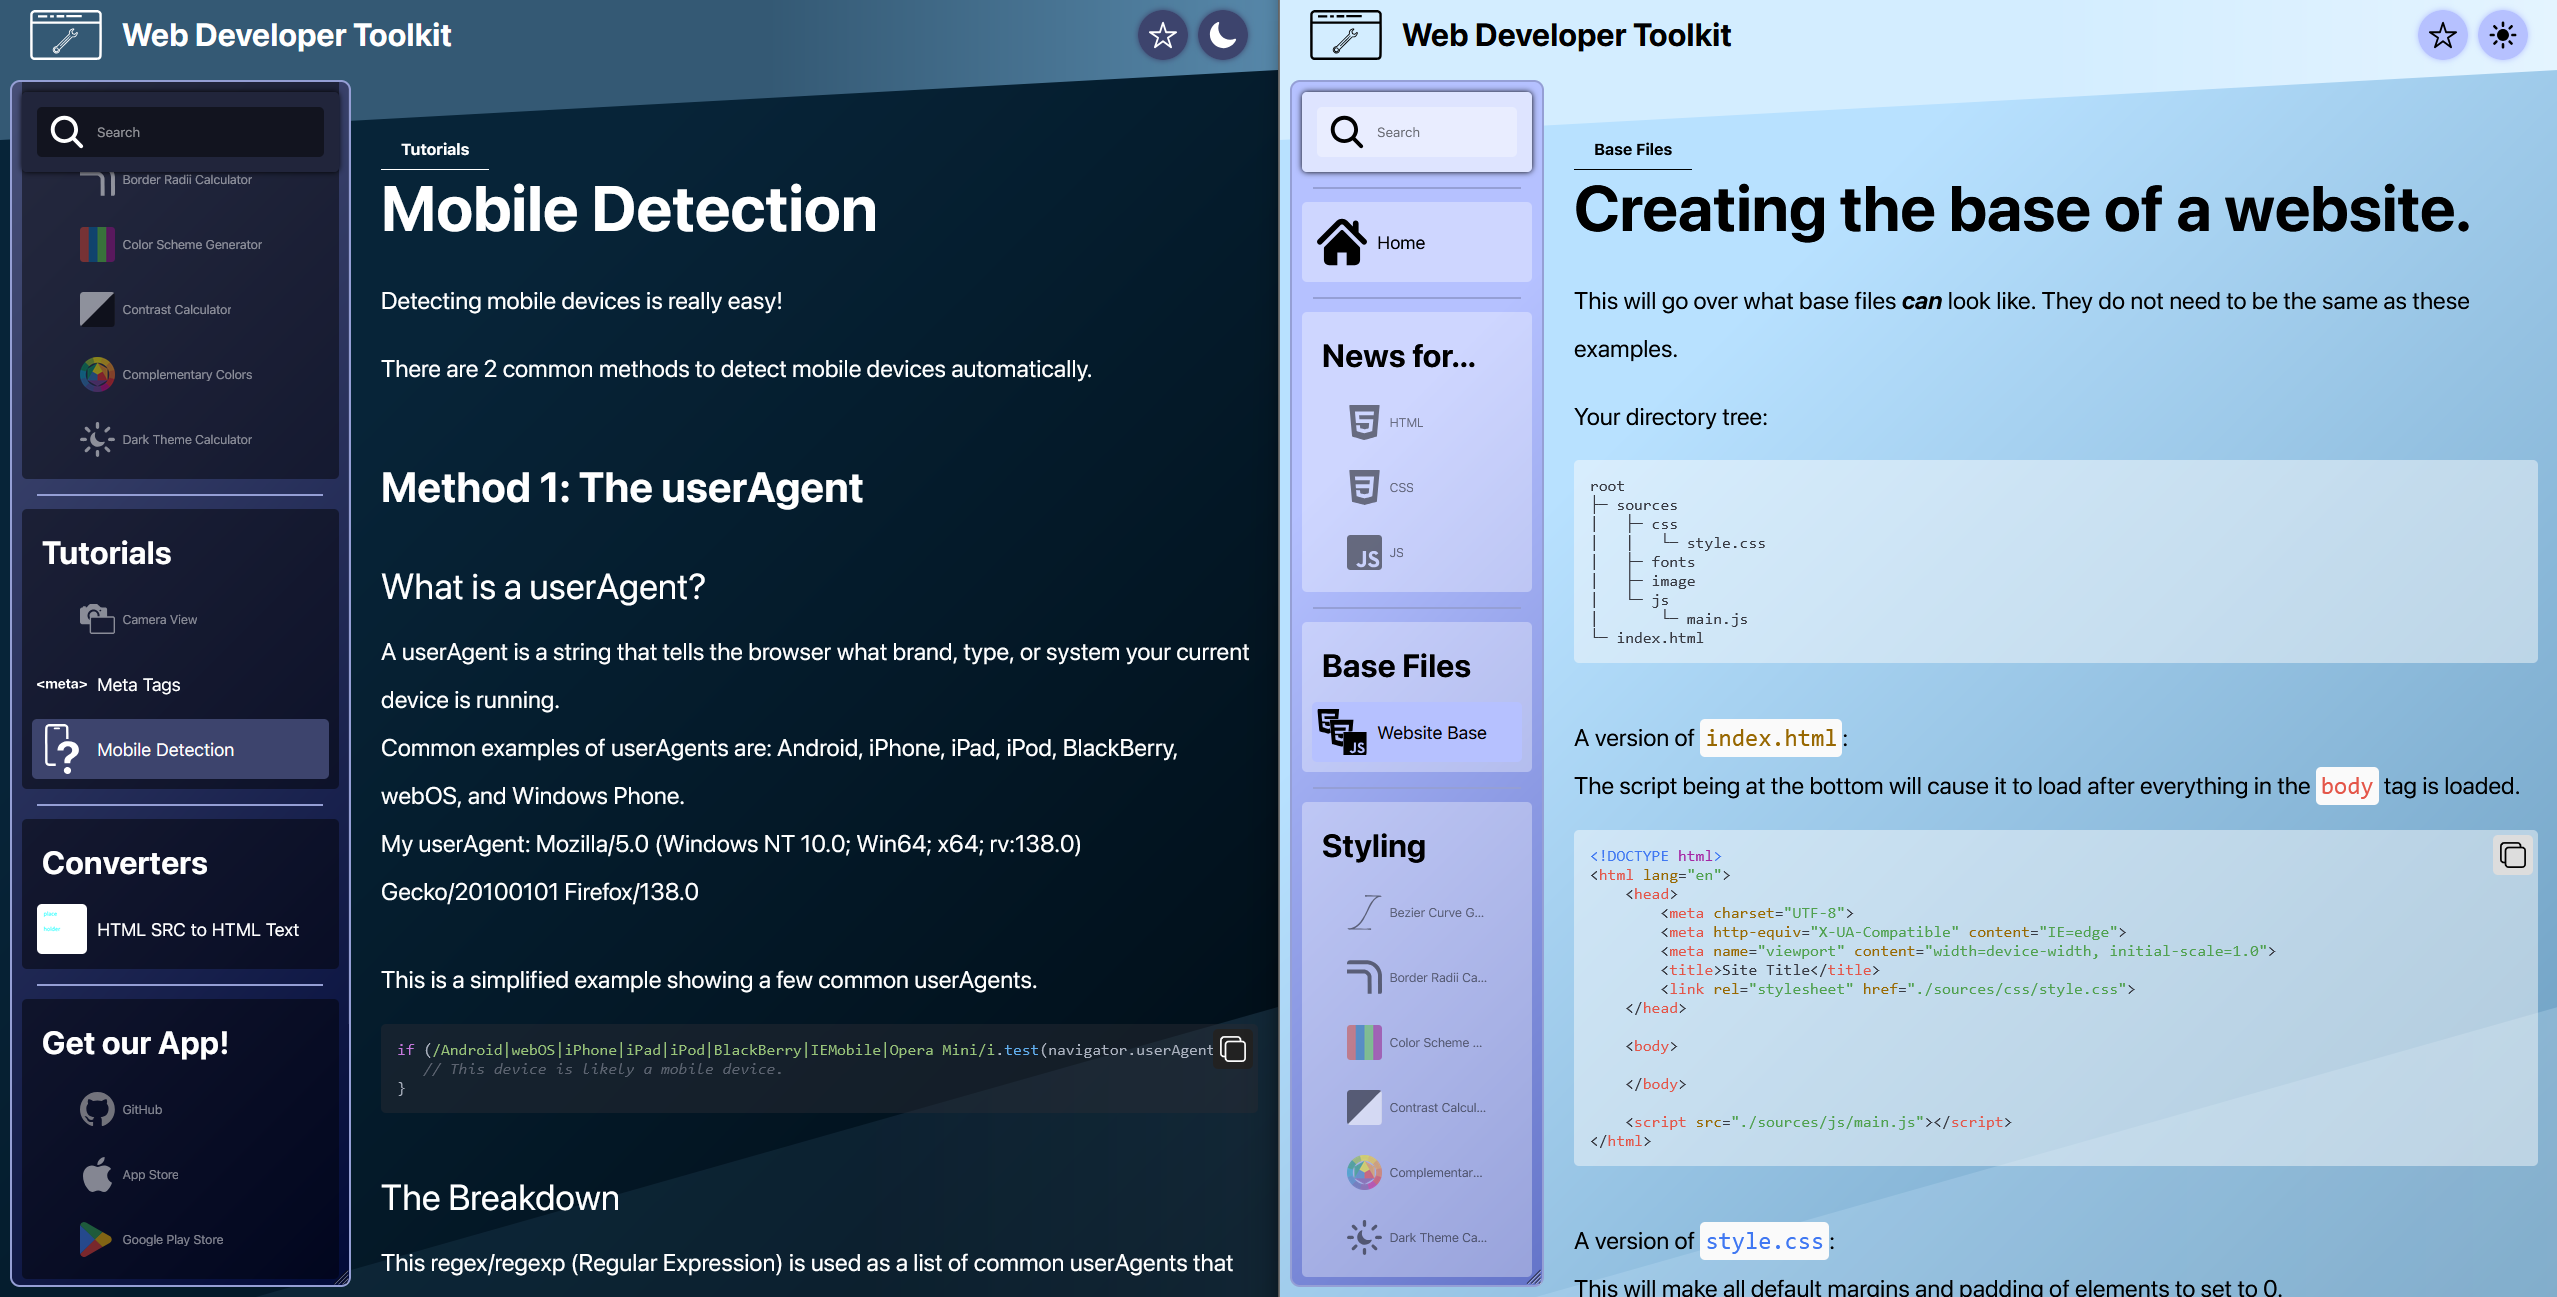 Web Developer Toolkit
Search
Border Radii Calculator
Color Scheme Generator
Contrast Calculator
Complementary Colors
Dark Theme Calculator
Tutorials
Camera View
<meta> Meta Tags
Mobile Detection
Converters
place
holder
HTML SRC to HTML Text
Get our App!
GitHub
App Store
Google Play Store
Tutorials
Mobile Detection
Detecting mobile devices is really easy!
There are 2 common methods to detect mobile devices automatically.
Method 1: The userAgent
What is a userAgent?
A userAgent is a string that tells the browser what brand, type, or system your current
device is running.
Common examples of userAgents are: Android, iPhone, iPad, iPod, BlackBerry,
webOS, and Windows Phone.
My userAgent: Mozilla/5.0 (Windows NT 10.0; Win64; x64; rv:138.0)
Gecko/20100101 Firefox/138.0
This is a simplified example showing a few common userAgents.
if (/Android|webOS|iPhone|iPad|iPod|BlackBerry|IEMobile|Opera Mini/i.test(navigator.userAgent
// This device is likely a mobile device.
}
The Breakdown
This regex/regexp (Regular Expression) is used as a list of common userAgents that
Web Developer Toolkit
Search
Home
News for...
HTML
CSS
JS JS
Base Files
JS Website Base
Styling
Bezier Curve G...
Border Radii Ca...
Color Scheme ...
Contrast Calcul...
Complementar...
Dark Theme Ca...
Base Files
Creating the base of a website.
This will go over what base files can look like. They do not need to be the same as these
examples.
Your directory tree:
root
├─ sources
│   ├─ css
│   │   └─ style.css
│   ├─ fonts
│   ├─ image
│   └─ js
│       └─ main.js
└─ index.html
A version of index.html:
The script being at the bottom will cause it to load after everything in the body tag is loaded.
<!DOCTYPE html>
<html lang="en">
<head>
<meta charset="UTF-8">
<meta http-equiv="X-UA-Compatible" content="IE=edge">
<meta name="viewport" content="width=device-width, initial-scale=1.0">
<title>Site Title</title>
<link rel="stylesheet" href="./sources/css/style.css">
</head>
<body>
</body>
<script src="./sources/js/main.js"></script>
</html>
A version of style.css:
This will make all default margins and padding of elements to set to 0.